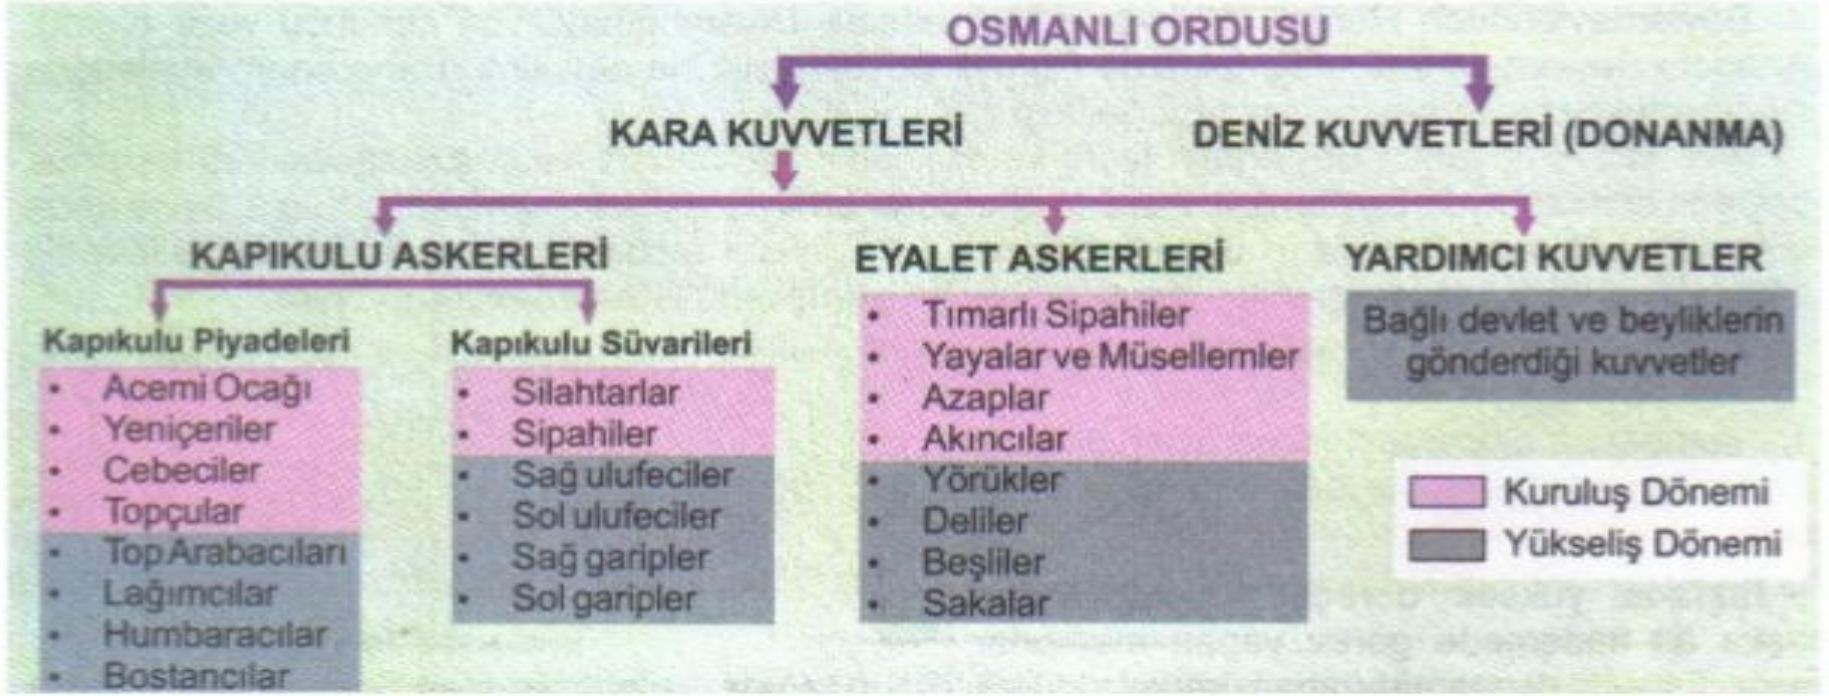 OSMANLI ORDUSU
KARA KUVVETLERİ
DENİZ KUVVETLERİ (DONANMA)
KAPIKULU ASKERLERİ
EYALET ASKERLERİ
YARDIMCI KUVVETLER
Kapıkulu Piyadeleri
• Acemi Ocağı
• Yeniçeriler
• Cebeciler
• Topçular
• Top Arabacıları
• Lağımcılar
• Humbaracılar
• Bostancılar
Kapıkulu Süvarileri
• Silahtarlar
• Sipahiler
• Sağ ulufeciler
• Sol ulufeciler
• Sağ garipler
• Sol garipler
• Tımarlı Sipahiler
• Yayalar ve Müsellemler
• Azaplar
• Akıncılar
• Yörükler
• Deliler
• Beşliler
• Sakalar
Bağlı devlet ve beyliklerin
gönderdiği kuvvetler
Kuruluş Dönemi
Yükseliş Dönemi